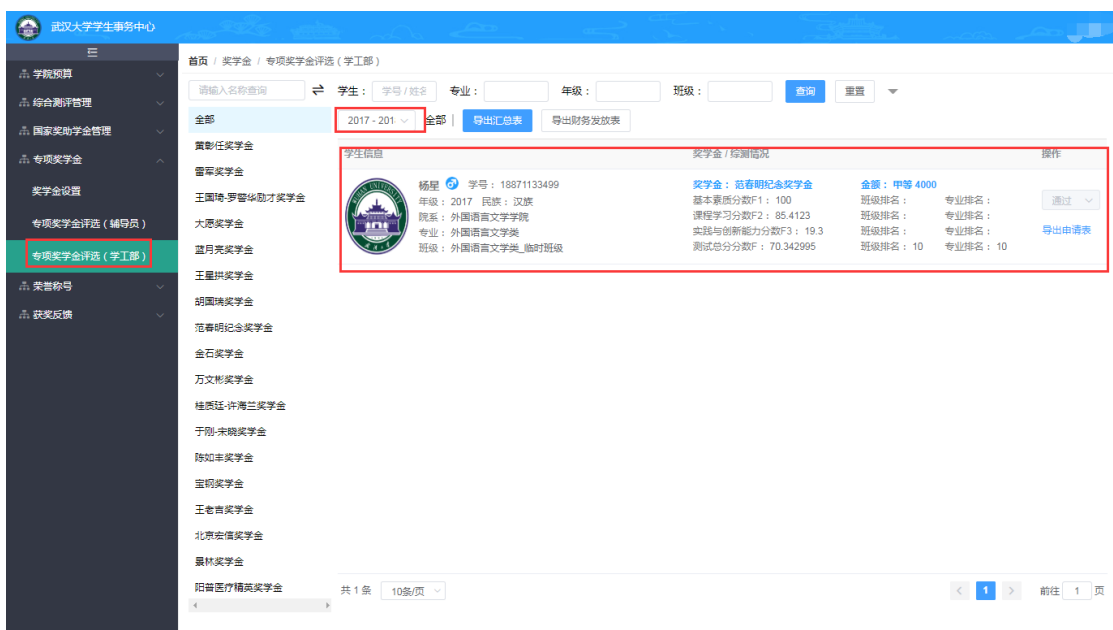 武汉大学学生事务中心
学院预算
综合测评管理
国家奖助学金管理
专项奖学金
奖学金设置
专项奖学金评选（辅导员）
专项奖学金评选（学工部）
荣誉称号
获奖反馈
首页 / 奖学金 / 专项奖学金评选（学工部）
请输入名称查询
学生： 学号/姓名 专业： 年级： 班级： 查询 重置
全部
黄彰任奖学金
雷军奖学金
王国琦-罗警华励才奖学金
大愿奖学金
蓝月亮奖学金
王星拱奖学金
胡国瑞奖学金
范春明纪念奖学金
金石奖学金
万文彬奖学金
桂质廷-许海兰奖学金
于刚-宋晓奖学金
陈如丰奖学金
宝钢奖学金
王老吉奖学金
北京宏信奖学金
景林奖学金
阳普医疗精英奖学金
2017 - 201 全部 | 导出汇总表 导出财务发放表
学生信息 奖学金 / 综测情况 操作
杨星 学号：18871133499
年级：2017 民族：汉族
院系：外国语言文学学院
专业：外国语言文学类
班级：外国语言文学类_临时班级
奖学金：范春明纪念奖学金 金额：甲等 4000
基本素质分数F1：100 班级排名： 专业排名：
课程学习分数F2：85.4123 班级排名： 专业排名：
实践与创新能力分数F3：19.3 班级排名： 专业排名：
测试总分分数F：70.342995 班级排名：10 专业排名：10
通过
导出申请表
共 1 条 10条/页 1 前往 1 页